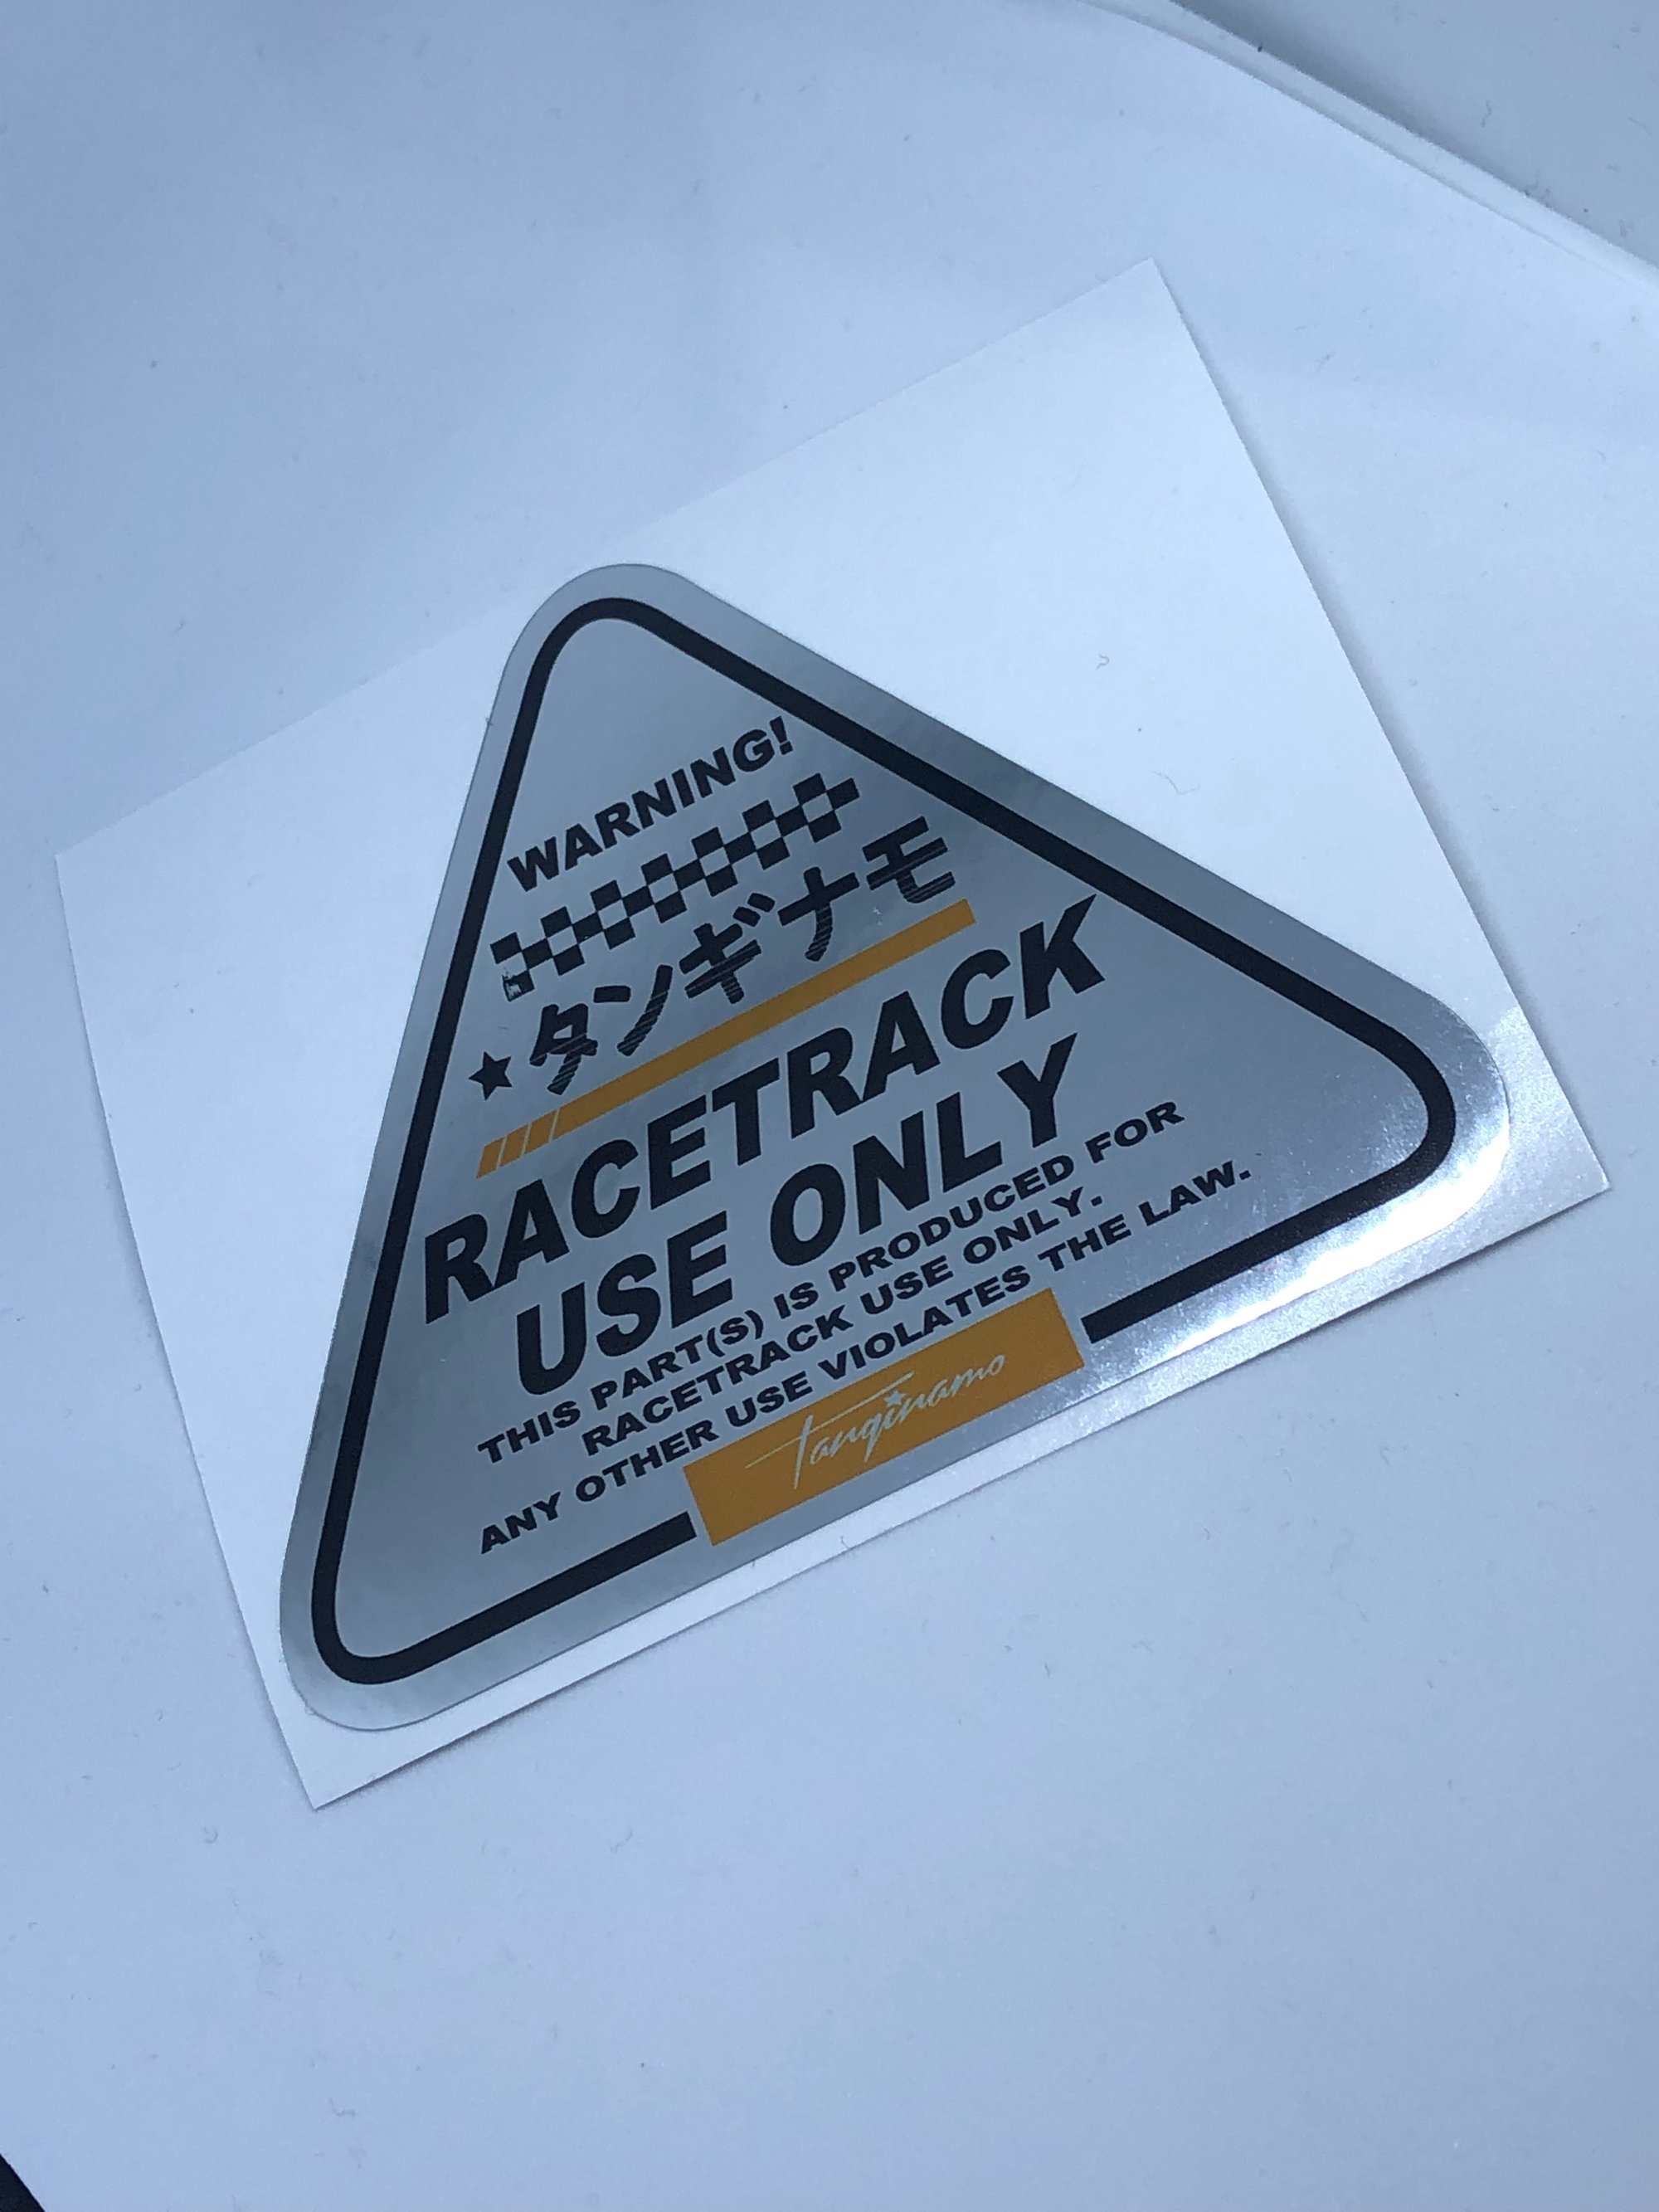 WARNING!
★タンギナモ
RACETRACK
USE ONLY
THIS PART(S) IS PRODUCED FOR
RACETRACK USE ONLY.
ANY OTHER USE VIOLATES THE LAW.
Tanginamo